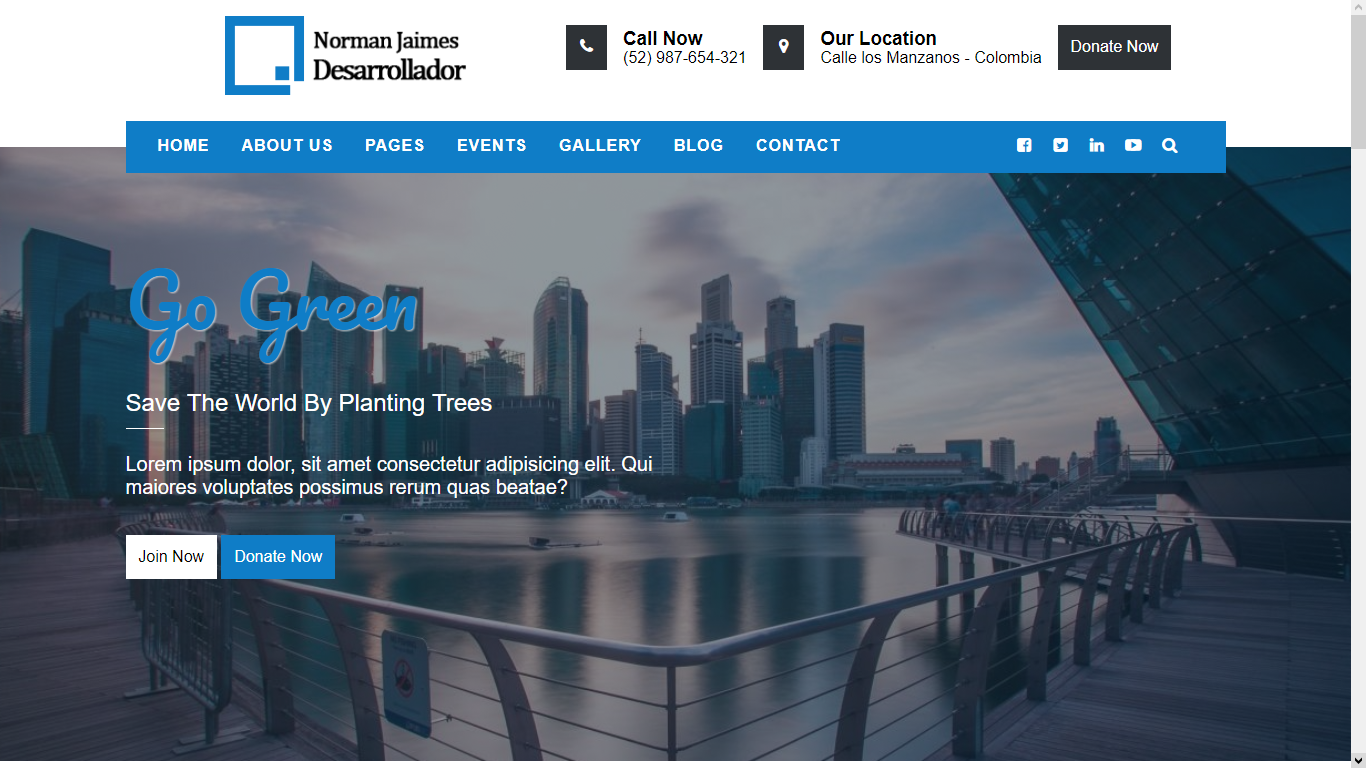 Norman Jaimes
Desarrollador
Call Now
(52) 987-654-321
Our Location
Calle los Manzanos - Colombia
Donate Now
HOME ABOUT US PAGES EVENTS GALLERY BLOG CONTACT
Go Green
Save The World By Planting Trees
Lorem ipsum dolor, sit amet consectetur adipisicing elit. Qui
maiores voluptates possimus rerum quas beatae?
Join Now Donate Now